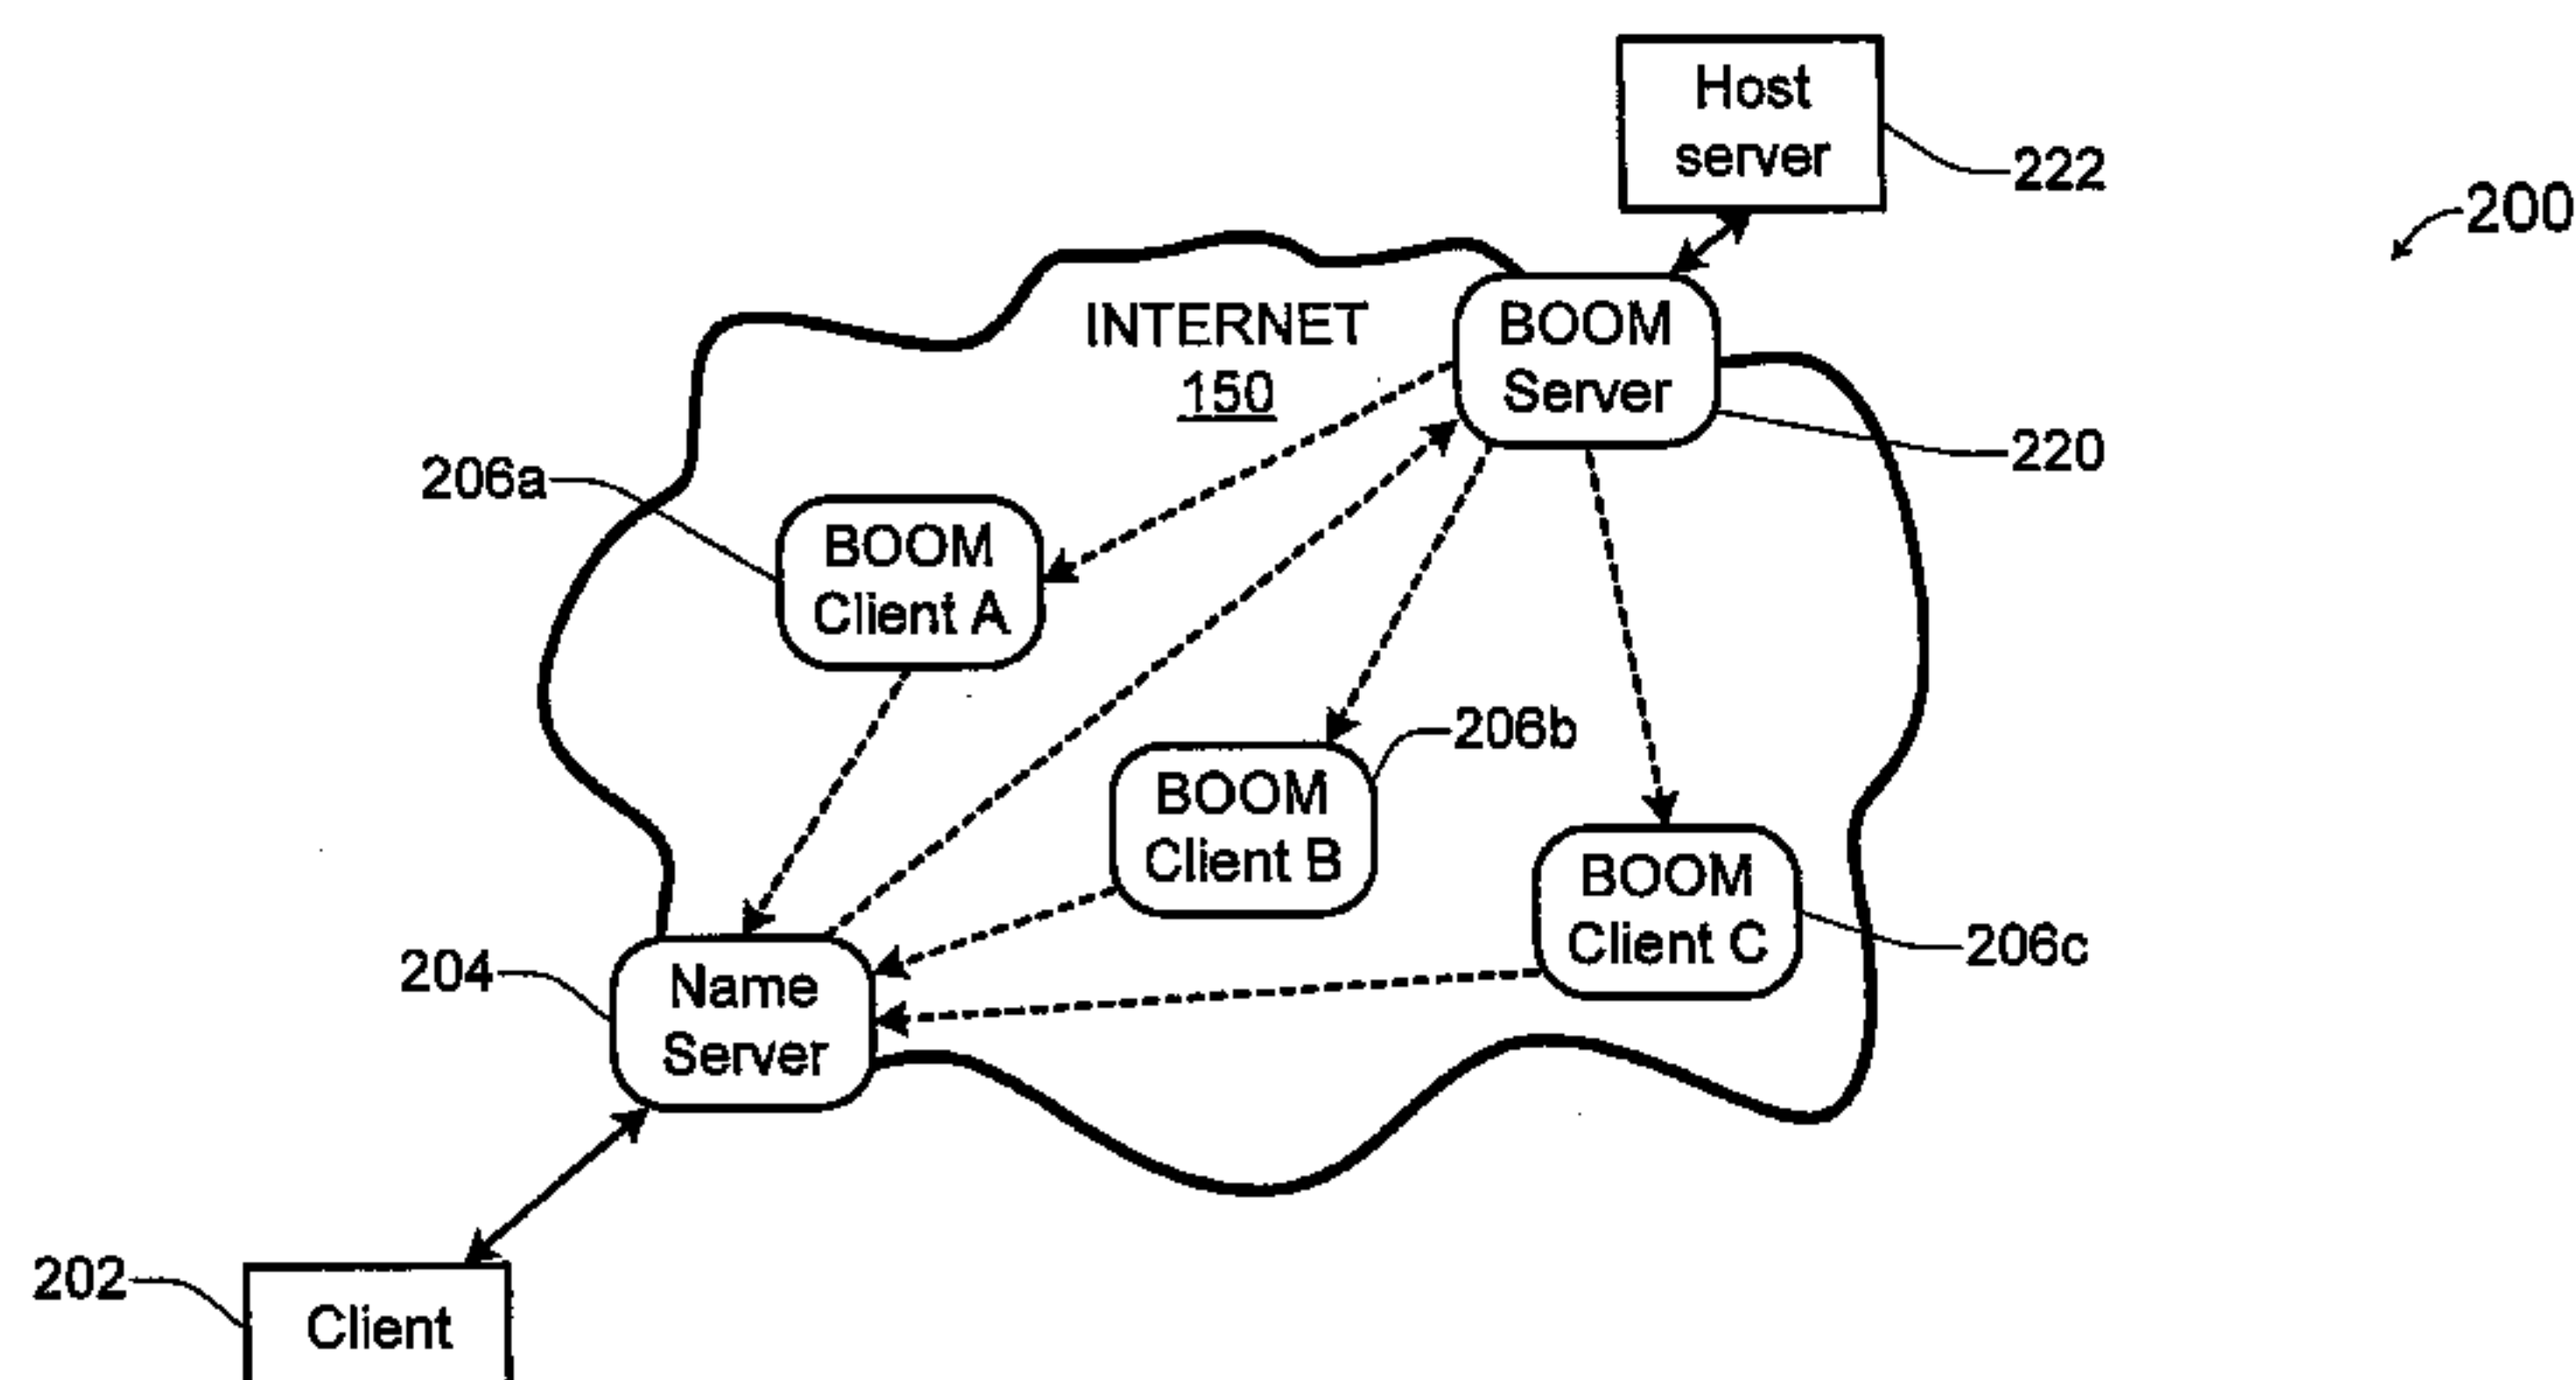 Host
server
222
200
INTERNET
150
BOOM
Server
220
206a
BOOM
Client A
206b
BOOM
Client B
BOOM
Client C
206c
204
Name
Server
202
Client